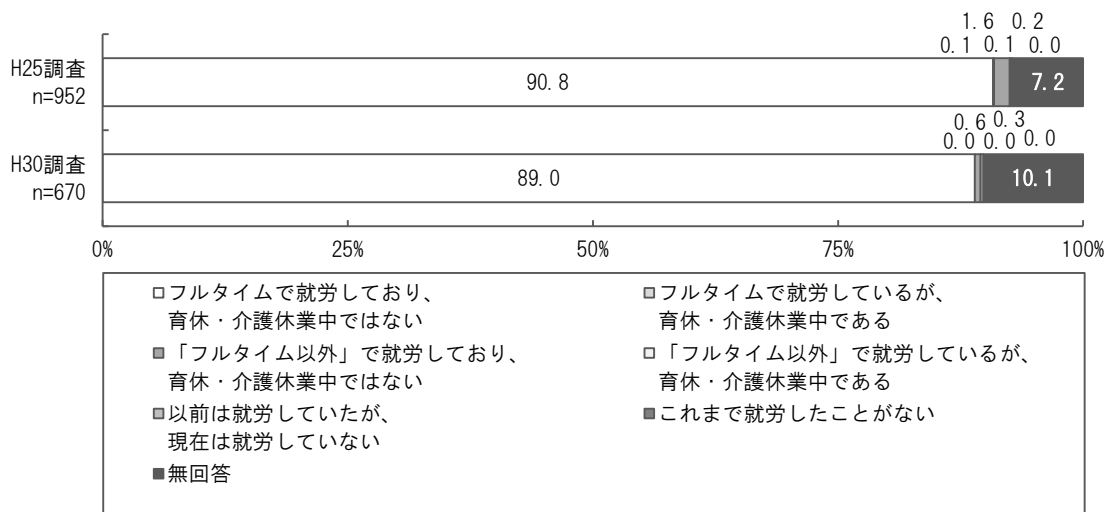 1.6 0.2
0.1 0.1 0.0
H25調査
n=952
90.8
7.2
0.6 0.3
0.0 0.0 0.0
H30調査
n=670
89.0
10.1
0% 25% 50% 75% 100%
フルタイムで就労しており、
育休・介護休業中ではない
フルタイムで就労しているが、
育休・介護休業中である
「フルタイム以外」で就労しており、
育休・介護休業中ではない
「フルタイム以外」で就労しているが、
育休・介護休業中である
以前は就労していたが、
現在は就労していない
これまで就労したことがない
無回答